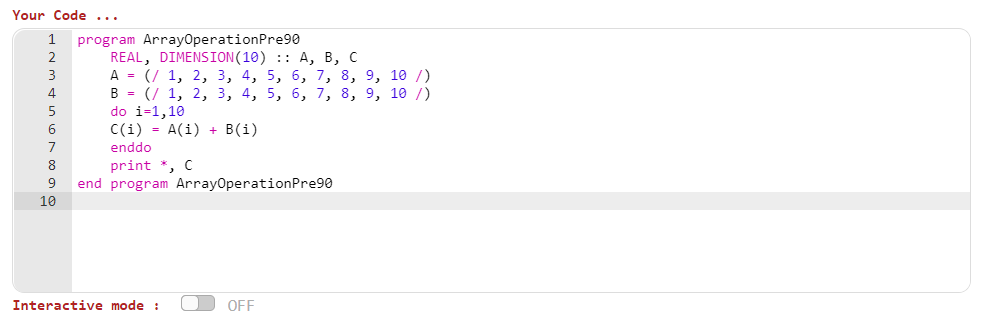 Your Code ...
1 program ArrayOperationPre90
2 REAL, DIMENSION(10) :: A, B, C
3 A = (/ 1, 2, 3, 4, 5, 6, 7, 8, 9, 10 /)
4 B = (/ 1, 2, 3, 4, 5, 6, 7, 8, 9, 10 /)
5 do i=1,10
6 C(i) = A(i) + B(i)
7 enddo
8 print *, C
9 end program ArrayOperationPre90
10
Interactive mode : OFF